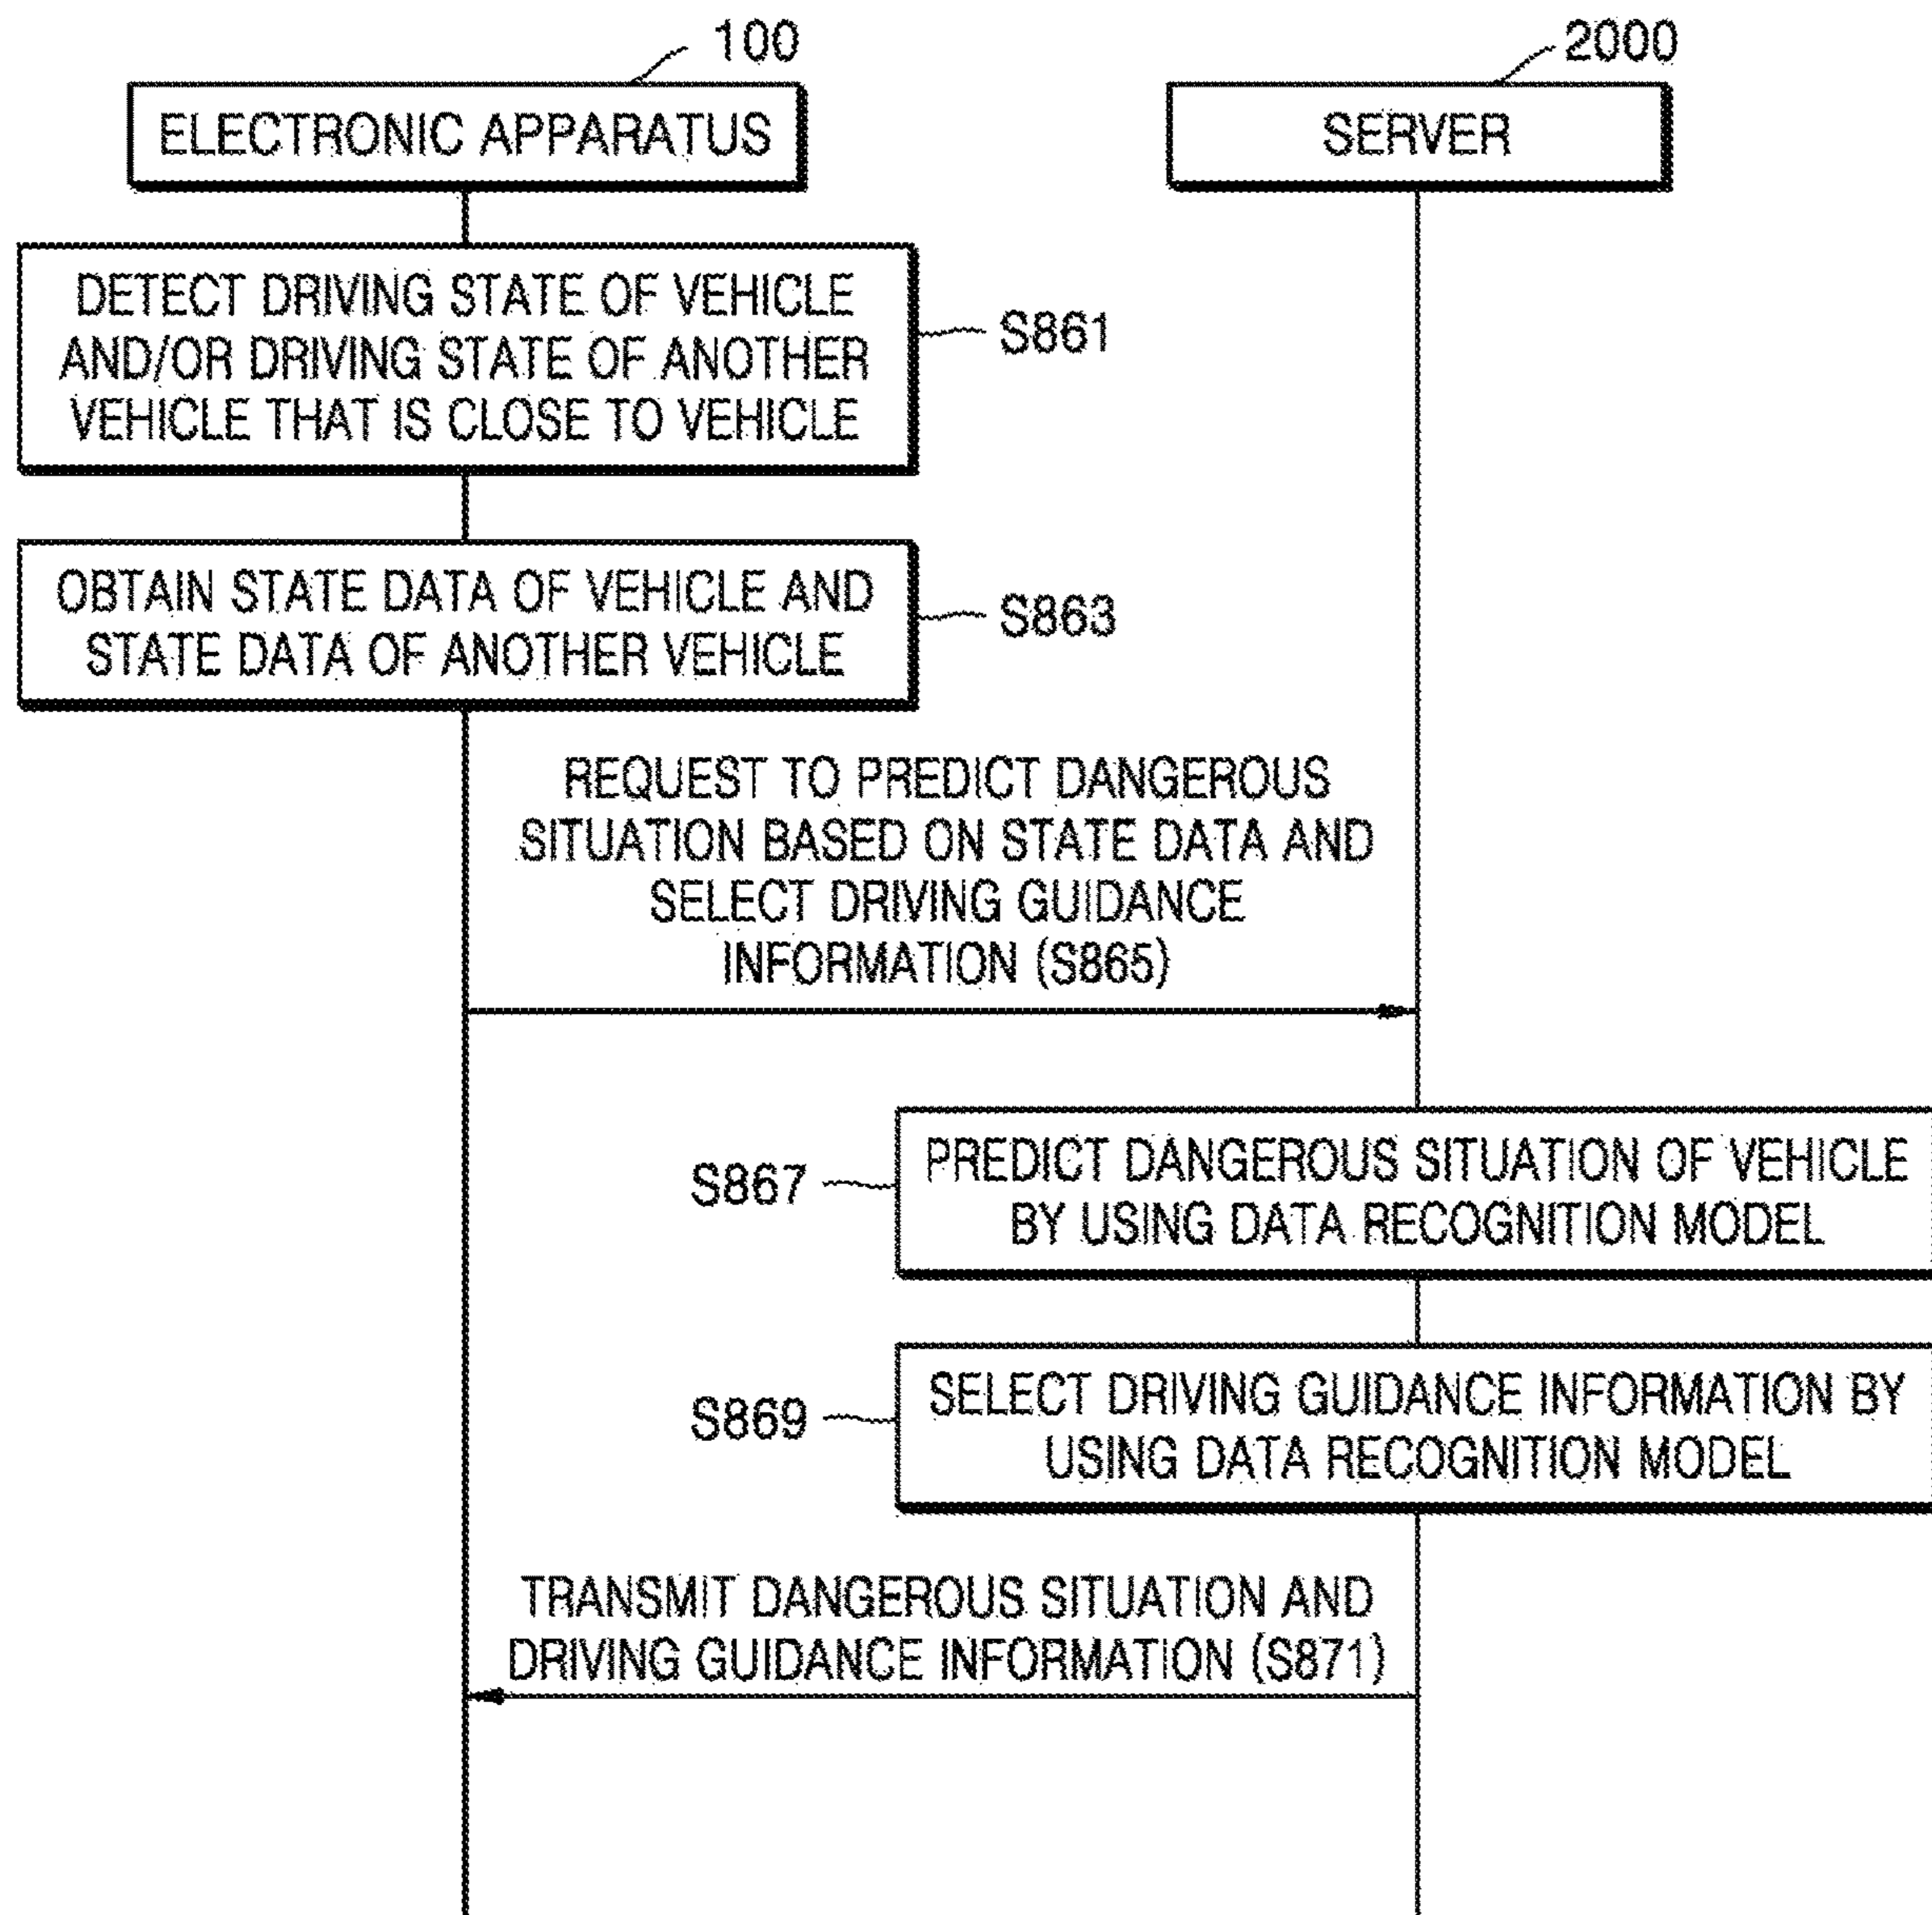 100
2000
ELECTRONIC APPARATUS
SERVER
DETECT DRIVING STATE OF VEHICLE
AND/OR DRIVING STATE OF ANOTHER
VEHICLE THAT IS CLOSE TO VEHICLE
S861
OBTAIN STATE DATA OF VEHICLE AND
STATE DATA OF ANOTHER VEHICLE
S863
REQUEST TO PREDICT DANGEROUS
SITUATION BASED ON STATE DATA AND
SELECT DRIVING GUIDANCE
INFORMATION (S865)
S867
PREDICT DANGEROUS SITUATION OF VEHICLE
BY USING DATA RECOGNITION MODEL
S869
SELECT DRIVING GUIDANCE INFORMATION BY
USING DATA RECOGNITION MODEL
TRANSMIT DANGEROUS SITUATION AND
DRIVING GUIDANCE INFORMATION (S871)